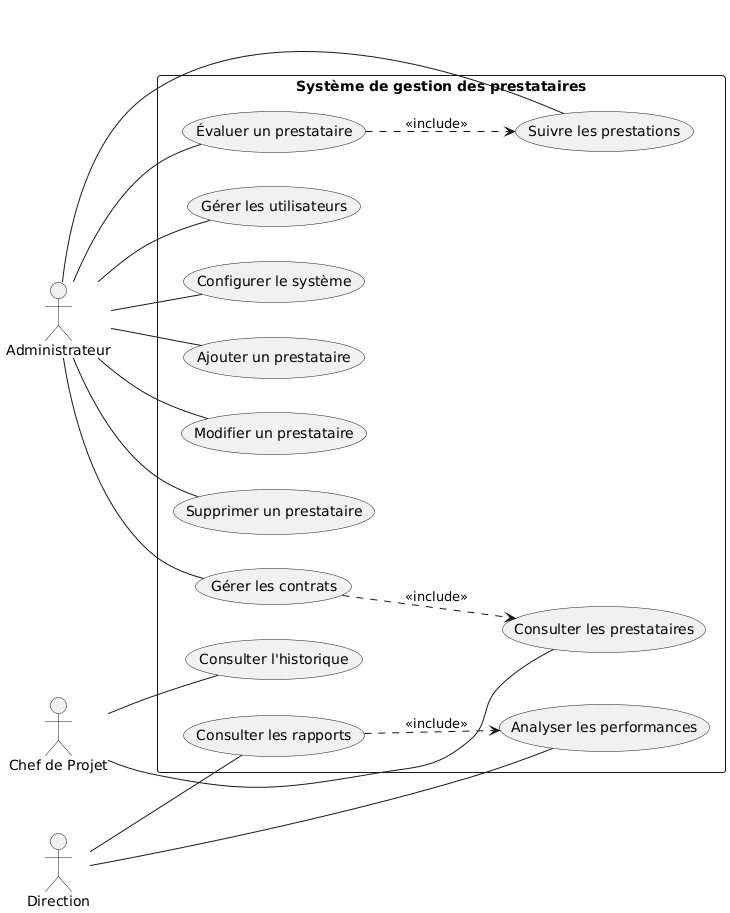 Système de gestion des prestataires
Évaluer un prestataire
«include»
Suivre les prestations
Gérer les utilisateurs
Configurer le système
Administrateur
Ajouter un prestataire
Modifier un prestataire
Supprimer un prestataire
Gérer les contrats
«include»
Consulter les prestataires
Consulter l'historique
Consulter les rapports
«include»
Analyser les performances
Chef de Projet
Direction